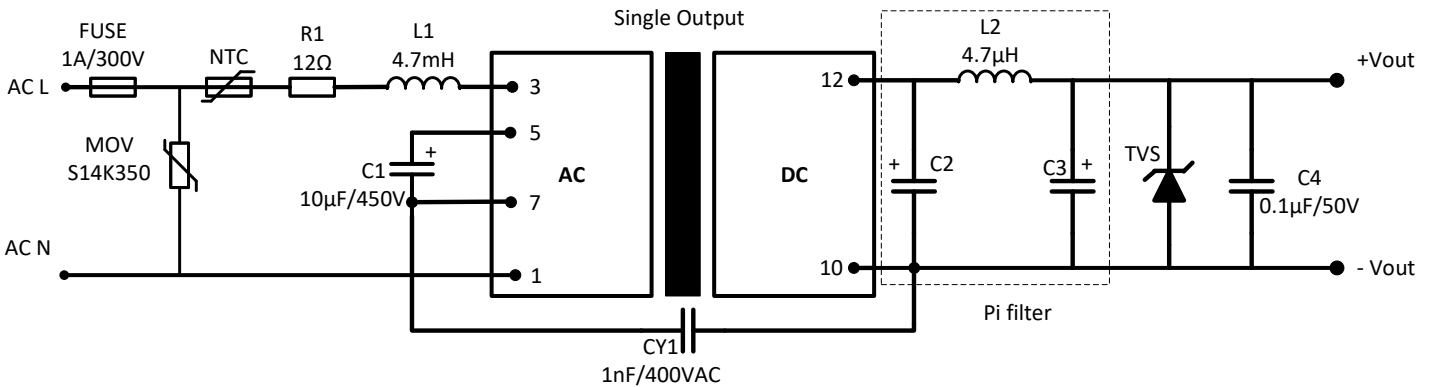 Single Output
FUSE
1A/300V
NTC
R1
12Ω
L1
4.7mH
L2
4.7µH
AC L
3
12
+Vout
MOV
S14K350
5
C1
+
10µF/450V
7
AC
DC
+
C2
C3
+
TVS
C4
0.1µF/50V
AC N
1
10
- Vout
Pi filter
CY1
1nF/400VAC